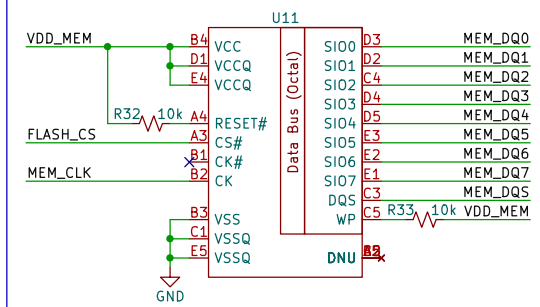 U11
VDD_MEM B4 VCC SIO0 D3 MEM_DQ0
D1 VCCQ SIO1 D2 MEM_DQ1
E4 VCCQ SIO2 C4 MEM_DQ2
SIO3 D4 MEM_DQ3
R32 10k A4 RESET# SIO4 D5 MEM_DQ4
FLASH_CS A3 CS# SIO5 E3 MEM_DQ5
B1 CK# SIO6 E2 MEM_DQ6
MEM_CLK B2 CK SIO7 E1 MEM_DQ7
DQS C3 MEM_DQS
B3 VSS WP C5 R33 10k VDD_MEM
C1 VSSQ
E5 VSSQ DNU
Data Bus (Octal)
GND